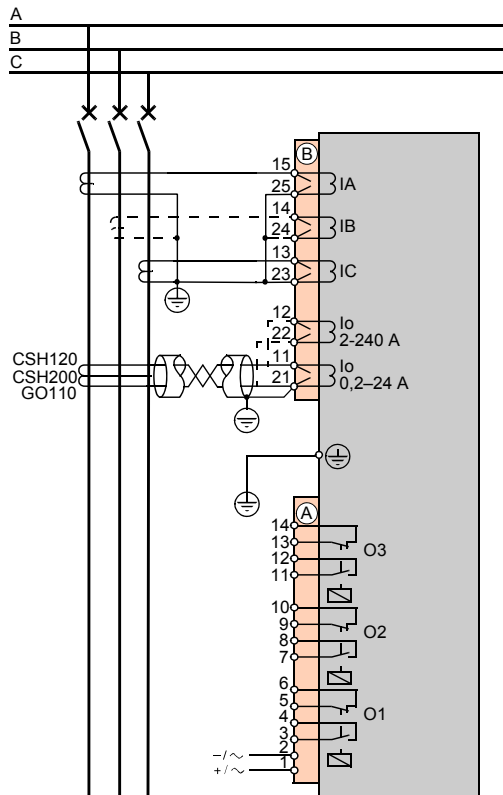 A
B
C
B
15
25 IA
14
24 IB
13
23 IC
12 Io
22 2-240 A
CSH120 11 Io
CSH200
GO110 21 0,2–24 A
A
14
13 O3
12
11
10
9 O2
8
7
6
5 O1
4
3
–/∼ 2
+/∼ 1